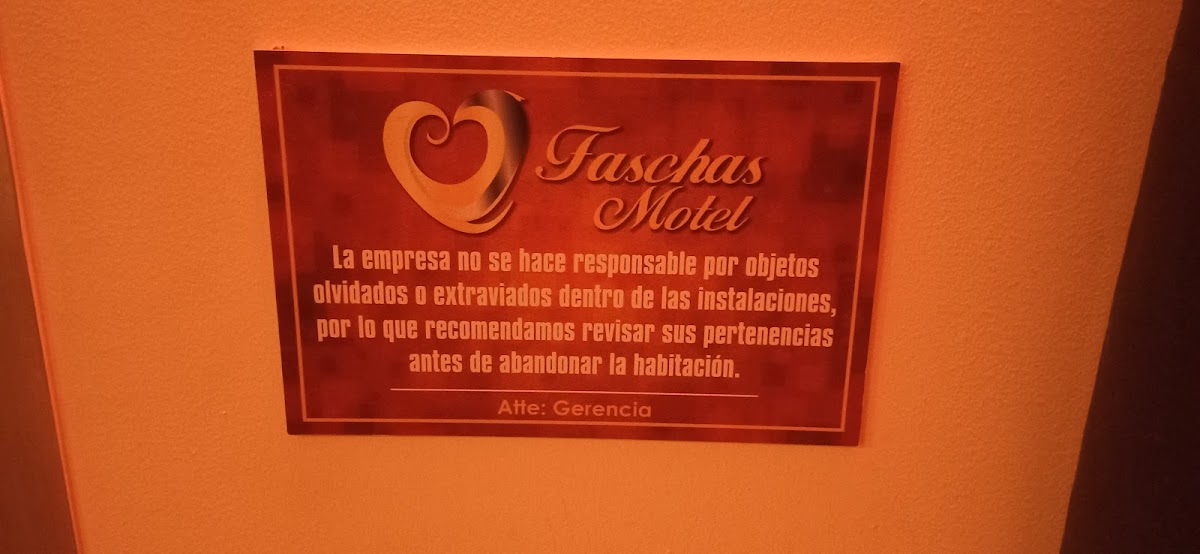 Faschas
Motel
La empresa no se hace responsable por objetos
olvidados o extraviados dentro de las instalaciones,
por lo que recomendamos revisar sus pertenencias
antes de abandonar la habitación.
Atte: Gerencia